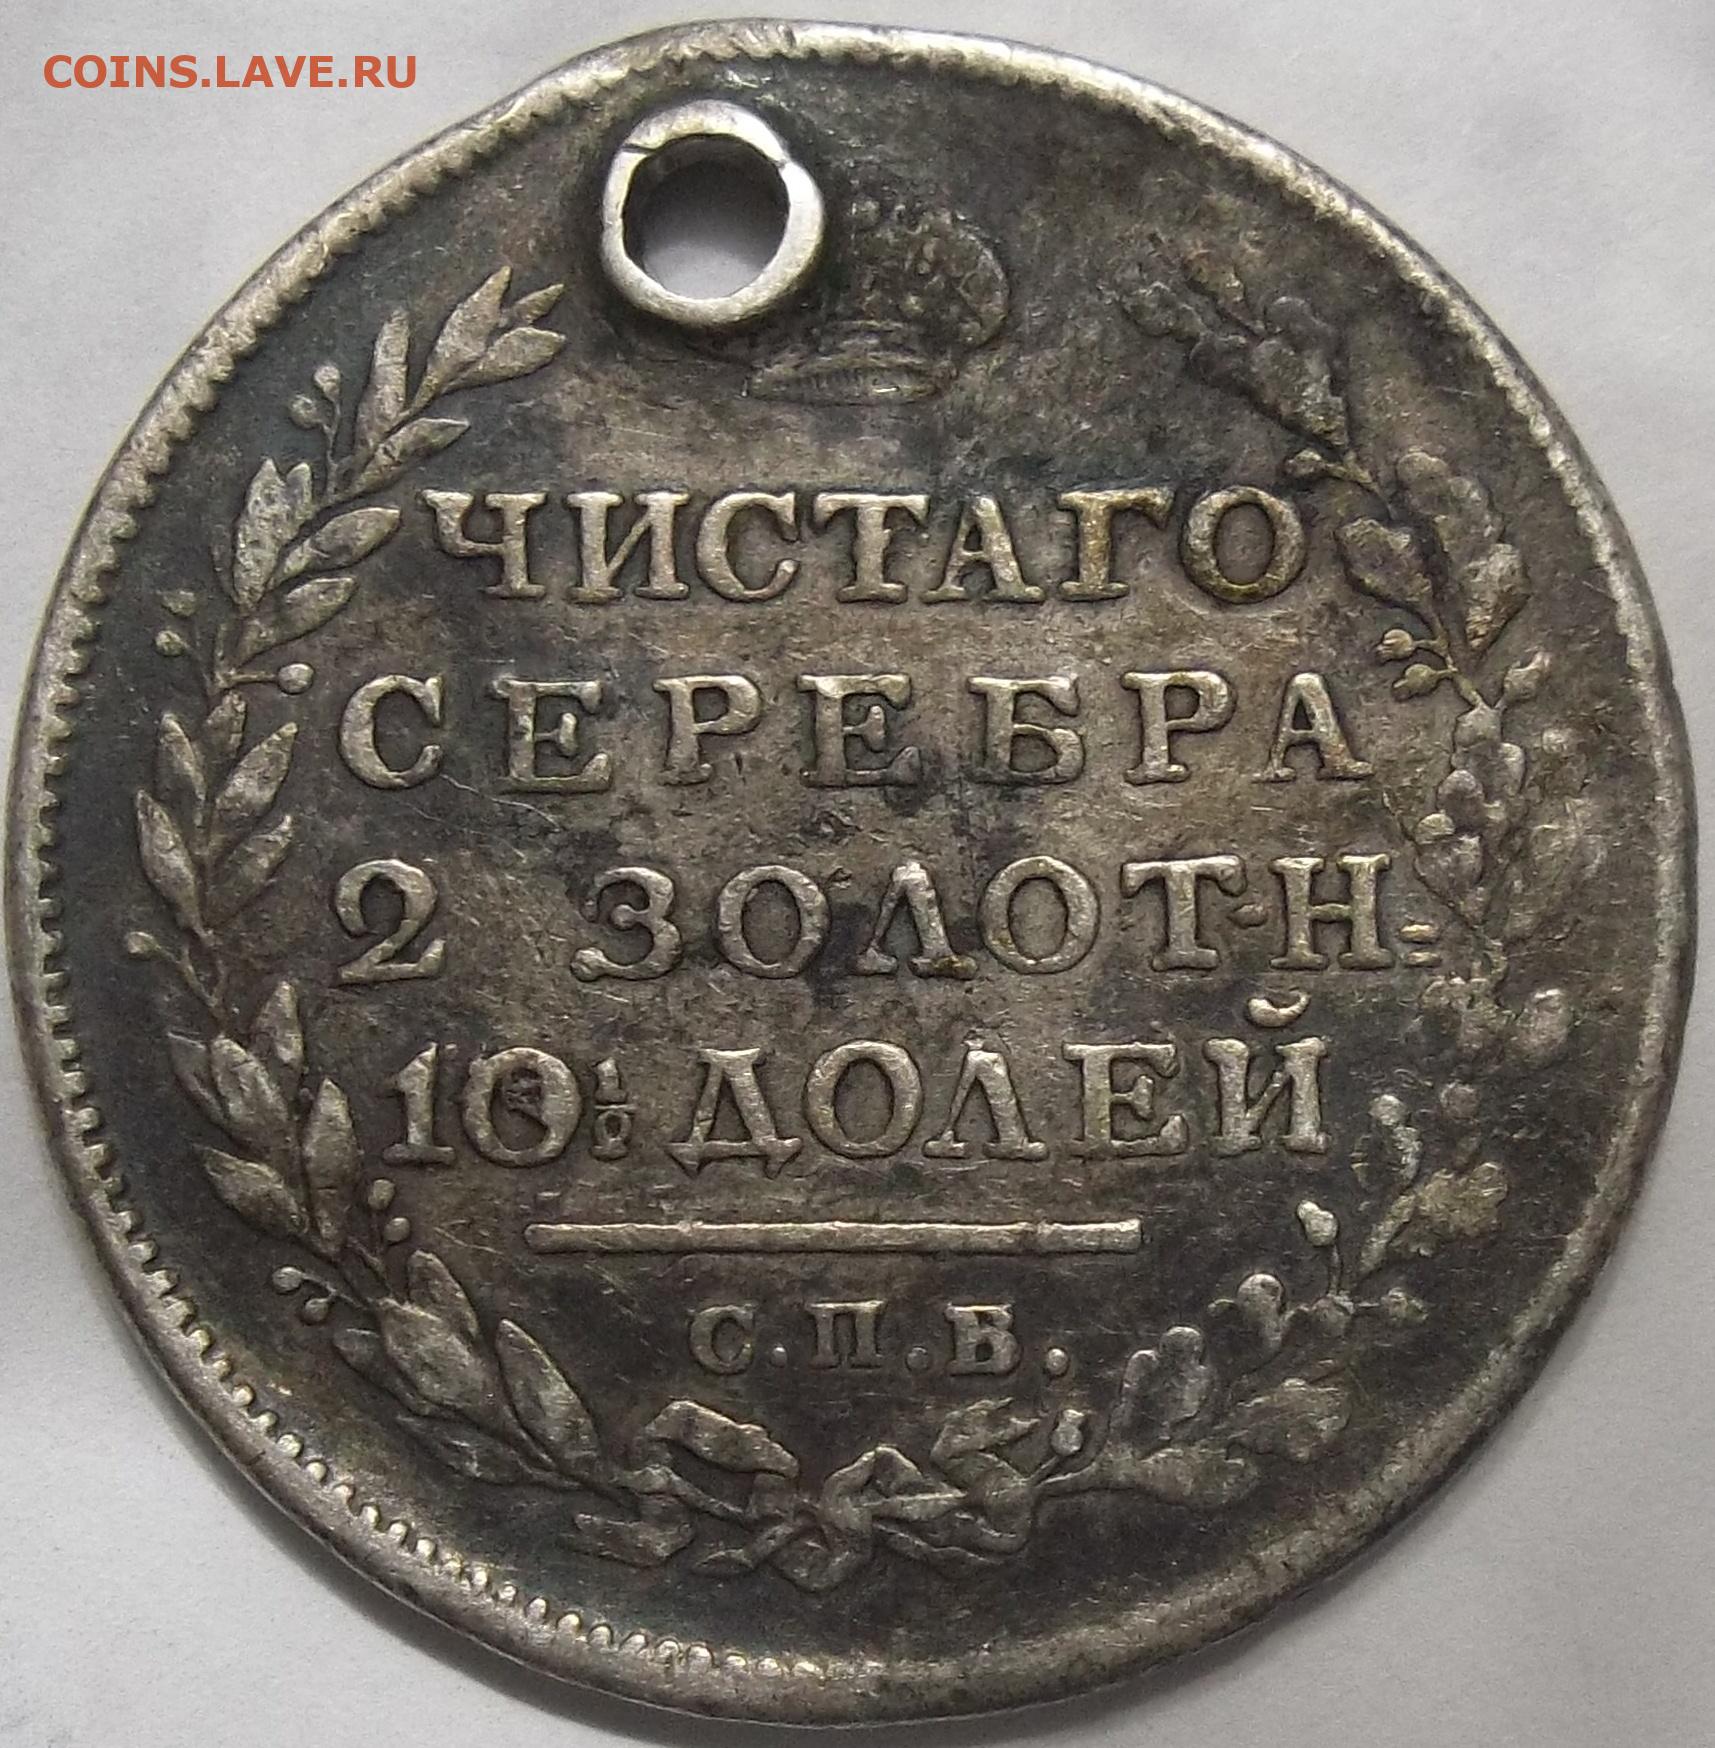 COINS.LAVE.RU
ЧИСТАГО
СЕРЕБРА
2 ЗОЛОТН:
10½ ДОЛЕЙ
С.П.Б.